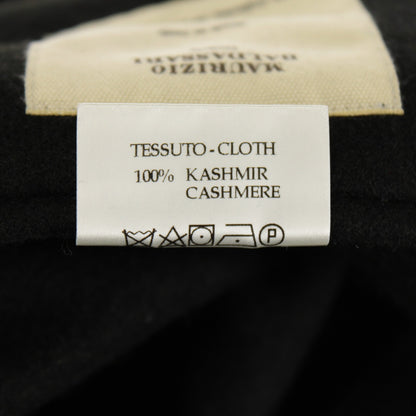 MAURIZIO
BALDASSARI
TESSUTO - CLOTH
100% KASHMIR
CASHMERE
P